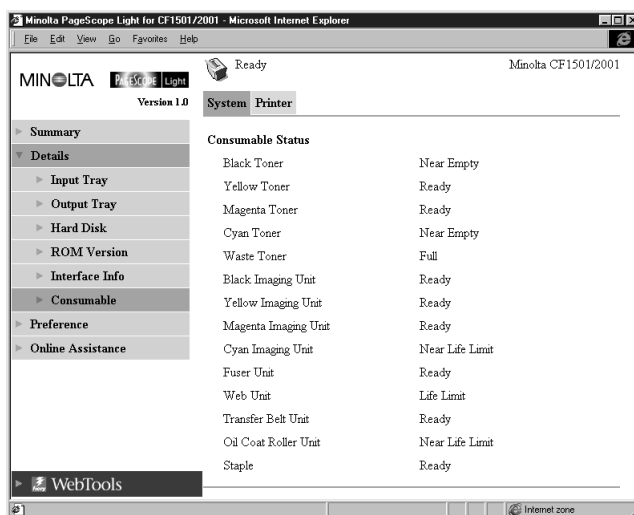 Minolta PageScope Light for CF1501/2001 - Microsoft Internet Explorer
File Edit View Go Favorites Help
MINOLTA PAGESCOPE Light
Version 1.0
Ready
Minolta CF1501/2001
System Printer
Summary
Details
Input Tray
Output Tray
Hard Disk
ROM Version
Interface Info
Consumable
Preference
Online Assistance
WebTools
Consumable Status
Black Toner Near Empty
Yellow Toner Ready
Magenta Toner Ready
Cyan Toner Near Empty
Waste Toner Full
Black Imaging Unit Ready
Yellow Imaging Unit Ready
Magenta Imaging Unit Ready
Cyan Imaging Unit Near Life Limit
Fuser Unit Ready
Web Unit Life Limit
Transfer Belt Unit Ready
Oil Coat Roller Unit Near Life Limit
Staple Ready
Internet zone